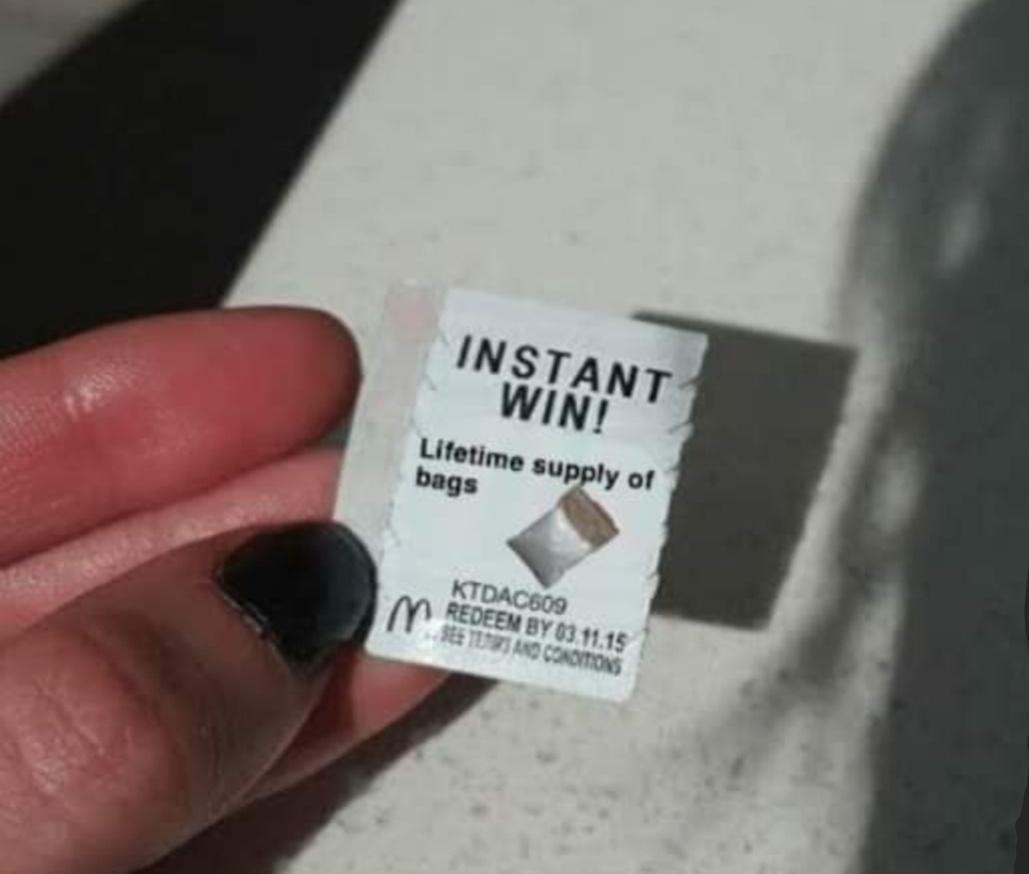 INSTANT
WIN!
Lifetime supply of
bags
KTDAC609
REDEEM BY 03.11.15
SEE TERMS AND CONDITIONS